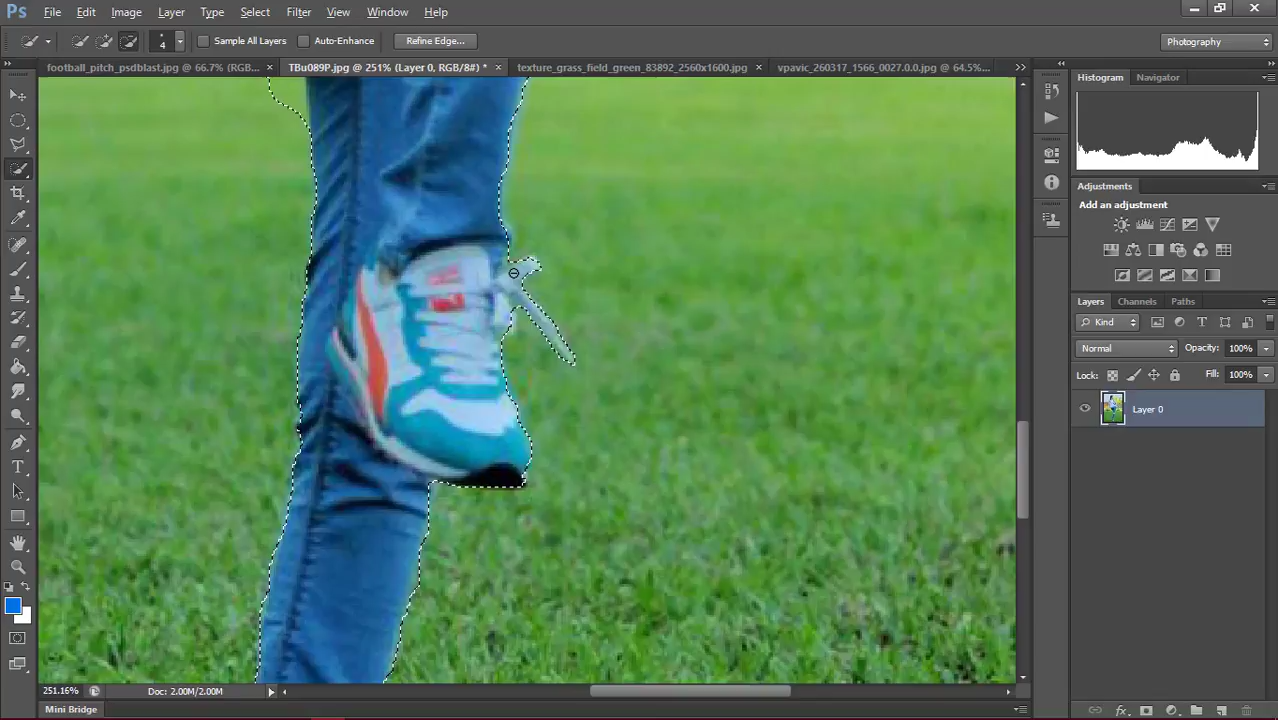 Ps File Edit Image Layer Type Select Filter View Window Help
4 Sample All Layers Auto-Enhance Refine Edge... Photography
football_pitch_psdblast.jpg @ 66.7% (RGB... × TBu089P.jpg @ 251% (Layer 0, RGB/8#) * × texture_grass_field_green_83892_2560x1600.jpg × vpavic_260317_1566_0027.0.0.jpg @ 64.5%...
Histogram Navigator
Adjustments
Add an adjustment
Layers Channels Paths
Kind
Normal Opacity: 100%
Lock: Fill: 100%
Layer 0
251.16% Doc: 2.00M/2.00M
Mini Bridge